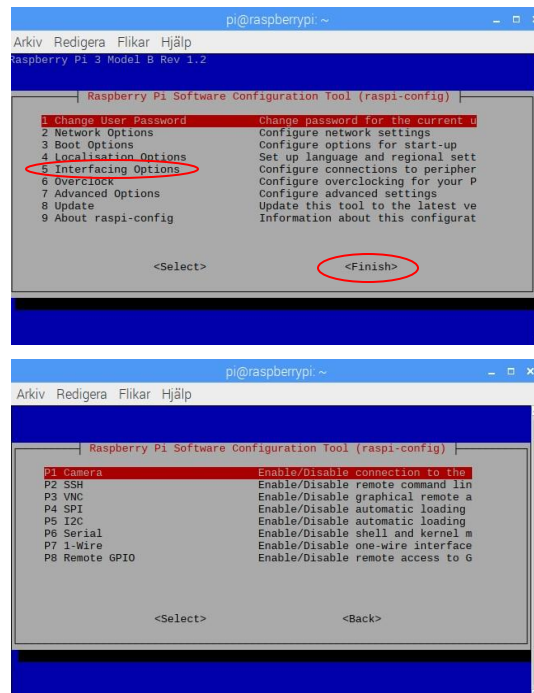 pi@raspberrypi: ~
Arkiv Redigera Flikar Hjälp
Raspberry Pi 3 Model B Rev 1.2
Raspberry Pi Software Configuration Tool (raspi-config)
1 Change User Password Change password for the current u
2 Network Options Configure network settings
3 Boot Options Configure options for start-up
4 Localisation Options Set up language and regional sett
5 Interfacing Options Configure connections to peripher
6 Overclock Configure overclocking for your P
7 Advanced Options Configure advanced settings
8 Update Update this tool to the latest ve
9 About raspi-config Information about this configurat
<Select> <Finish>
pi@raspberrypi: ~
Arkiv Redigera Flikar Hjälp
Raspberry Pi Software Configuration Tool (raspi-config)
P1 Camera Enable/Disable connection to the
P2 SSH Enable/Disable remote command lin
P3 VNC Enable/Disable graphical remote a
P4 SPI Enable/Disable automatic loading
P5 I2C Enable/Disable automatic loading
P6 Serial Enable/Disable shell and kernel m
P7 1-Wire Enable/Disable one-wire interface
P8 Remote GPIO Enable/Disable remote access to G
<Select> <Back>